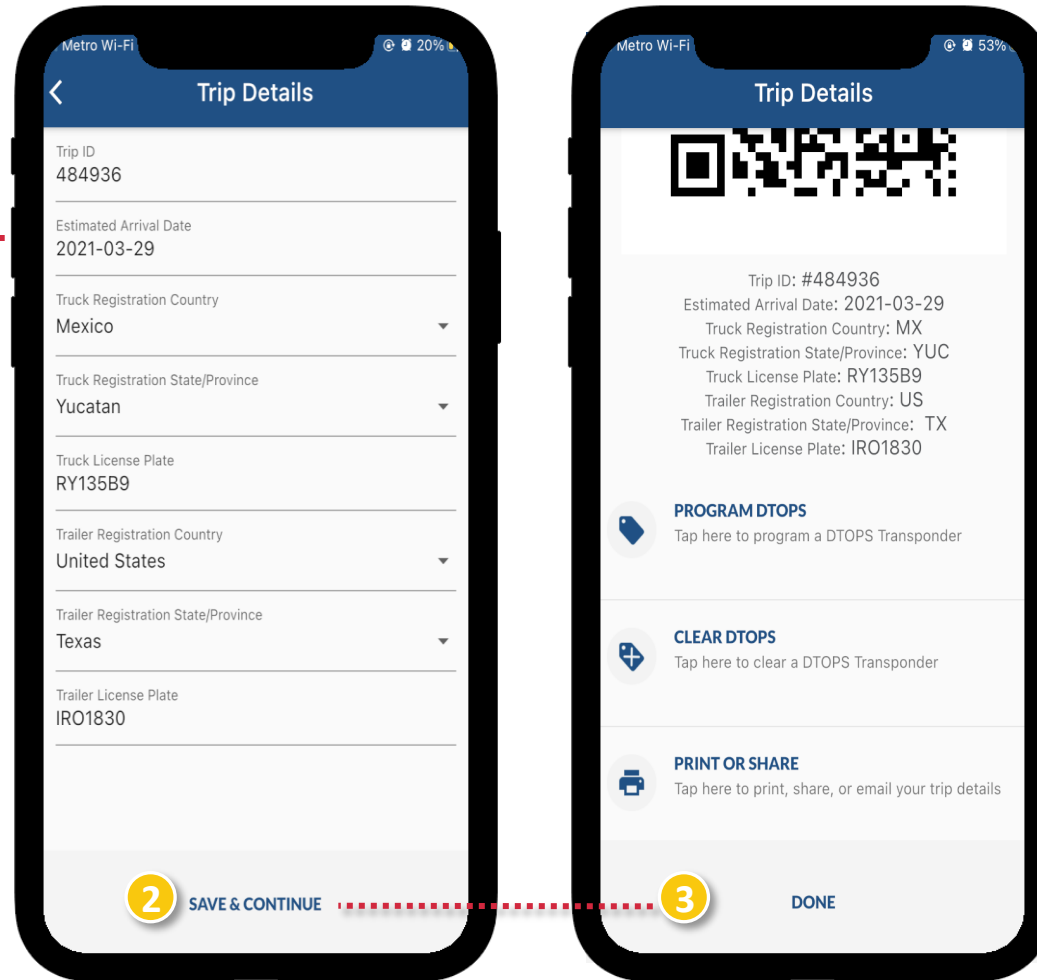 Metro Wi-Fi
20%
Trip Details
Trip ID
484936
Estimated Arrival Date
2021-03-29
Truck Registration Country
Mexico
Truck Registration State/Province
Yucatan
Truck License Plate
RY135B9
Trailer Registration Country
United States
Trailer Registration State/Province
Texas
Trailer License Plate
IRO1830
2
SAVE & CONTINUE
Metro Wi-Fi
53%
Trip Details
Trip ID: #484936
Estimated Arrival Date: 2021-03-29
Truck Registration Country: MX
Truck Registration State/Province: YUC
Truck License Plate: RY135B9
Trailer Registration Country: US
Trailer Registration State/Province: TX
Trailer License Plate: IRO1830
PROGRAM DTOPS
Tap here to program a DTOPS Transponder
CLEAR DTOPS
Tap here to clear a DTOPS Transponder
PRINT OR SHARE
Tap here to print, share, or email your trip details
3
DONE